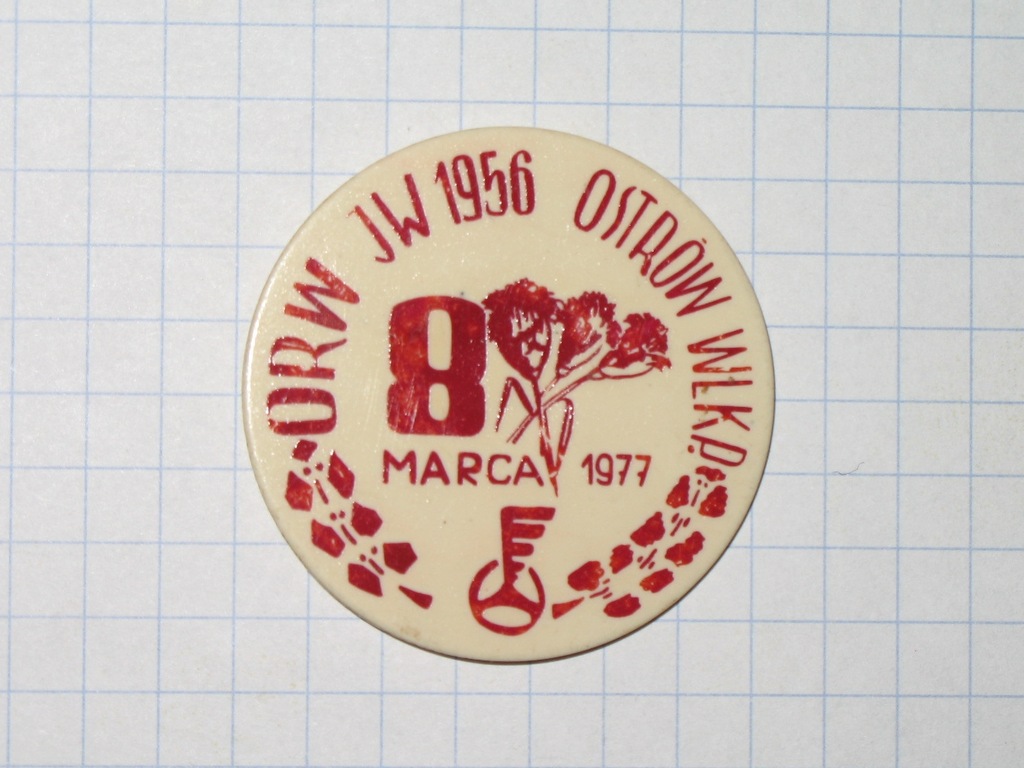 ORW JW 1956 OSTRÓW WLKP.
8
MARCA 1977